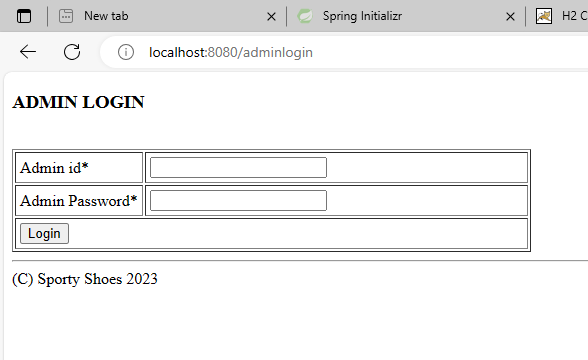 New tab
Spring Initializr
H2 C
localhost:8080/adminlogin
ADMIN LOGIN
Admin id*
Admin Password*
Login
(C) Sporty Shoes 2023